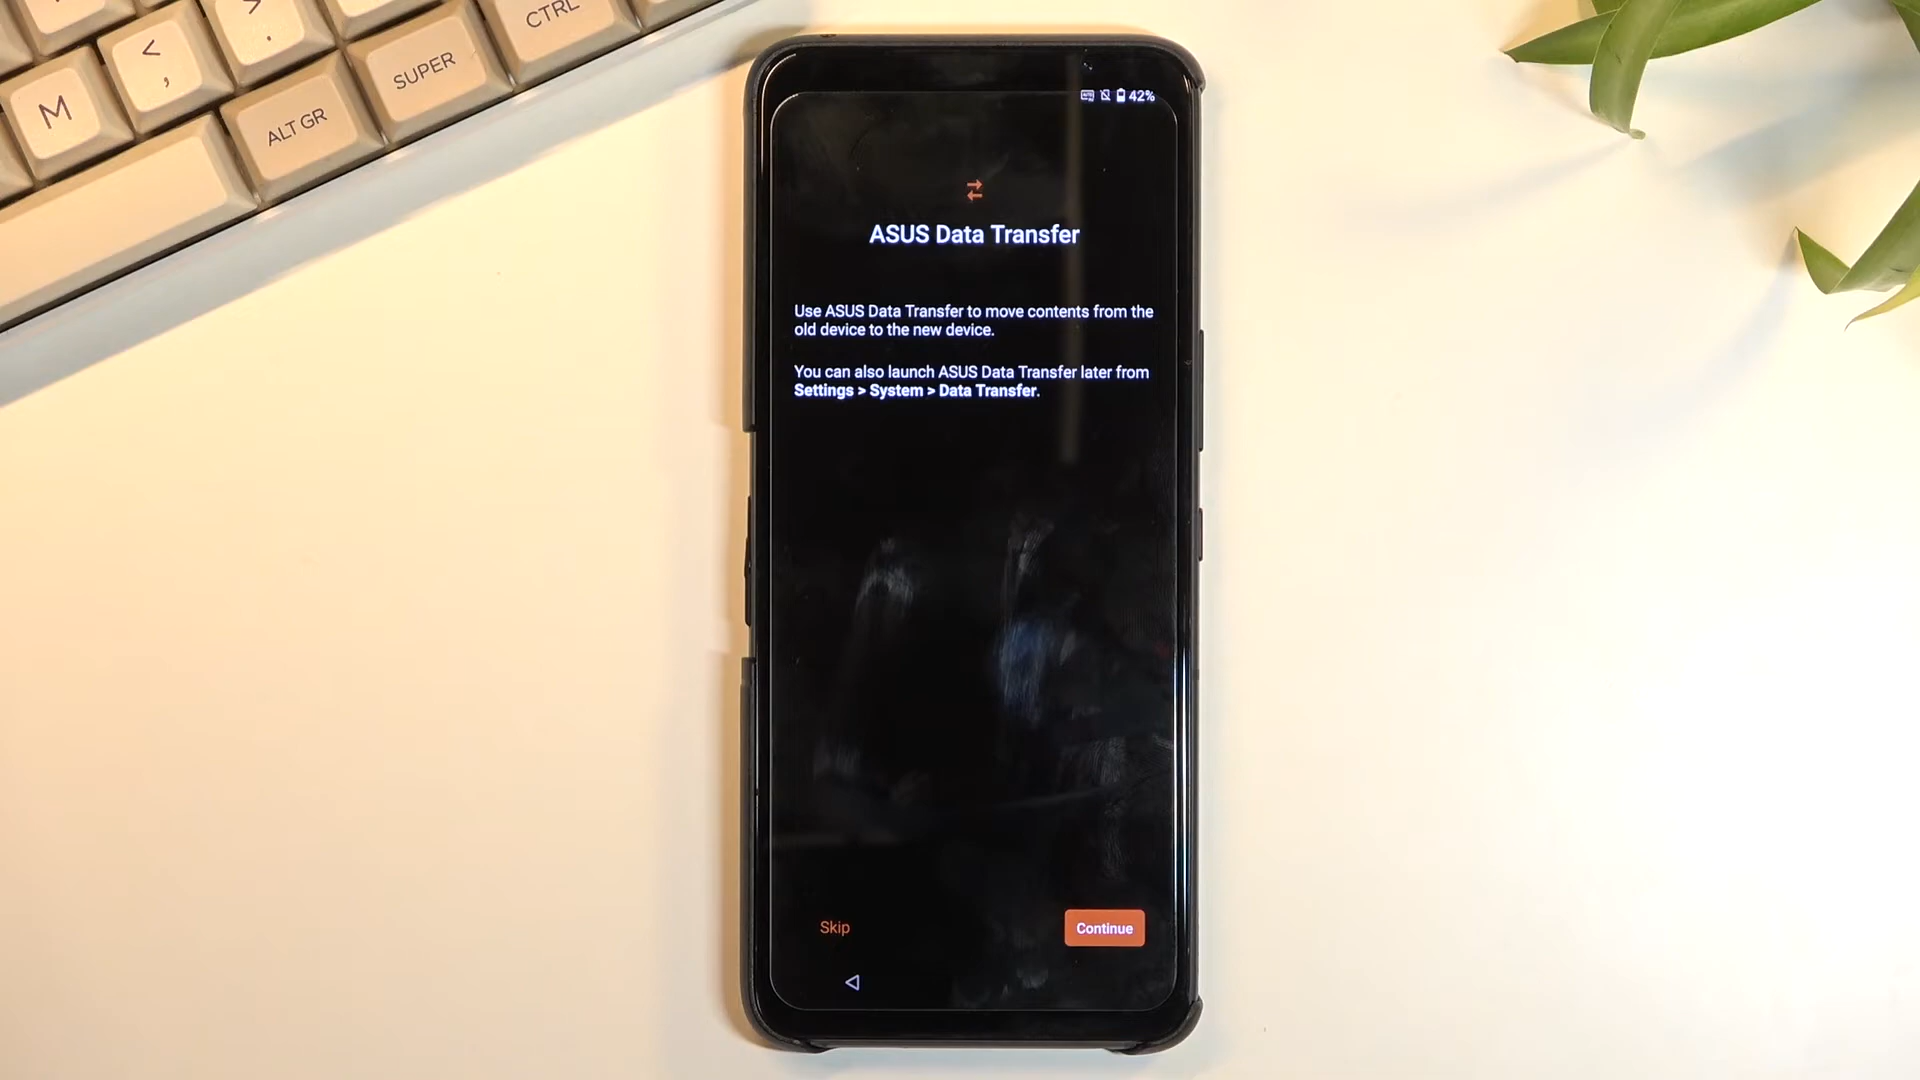 CTRL
SUPER
ALT GR
M
<
,
>
.
42%
ASUS Data Transfer
Use ASUS Data Transfer to move contents from the
old device to the new device.
You can also launch ASUS Data Transfer later from
Settings > System > Data Transfer.
Skip
Continue